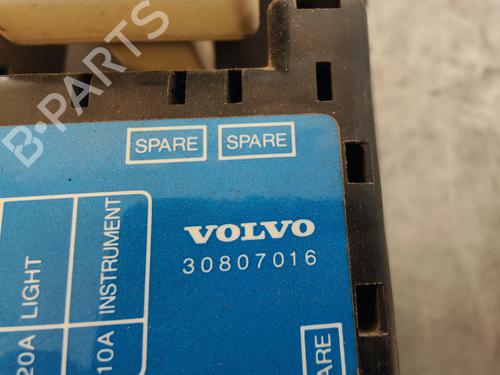 B-PARTS
SPARE SPARE
VOLVO
30807016
20A LIGHT
10A INSTRUMENT
ARE